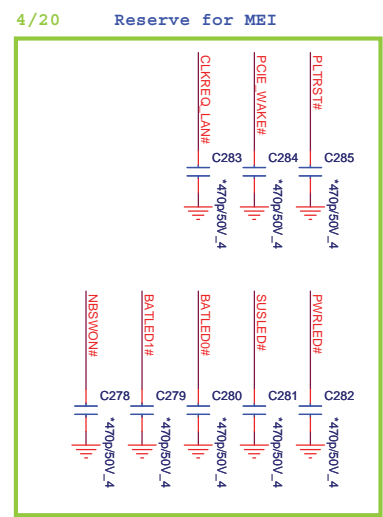 4/20 Reserve for MEI
CLKREQ_LAN#
PCIE_WAKE#
PLTRST#
C283 C284 C285
*470p/50V_4 *470p/50V_4 *470p/50V_4
NBSWON#
BATLED1#
BATLED0#
SUSLED#
PWRLED#
C278 C279 C280 C281 C282
*470p/50V_4 *470p/50V_4 *470p/50V_4 *470p/50V_4 *470p/50V_4